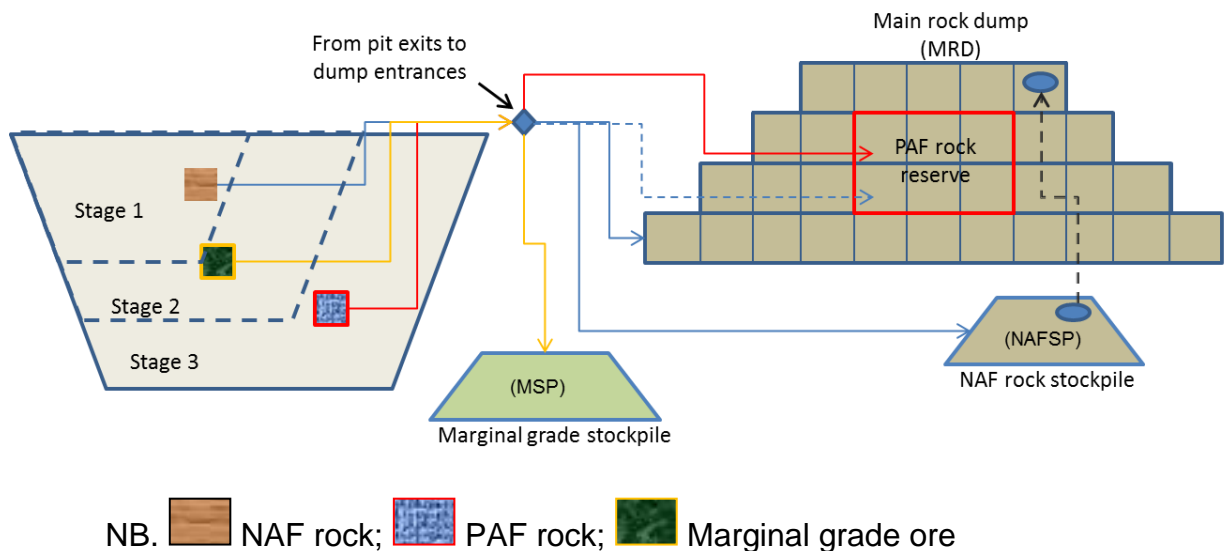 From pit exits to
dump entrances
Main rock dump
(MRD)
PAF rock
reserve
Stage 1
Stage 2
Stage 3
(MSP)
Marginal grade stockpile
(NAFSP)
NAF rock stockpile
NB. NAF rock; PAF rock; Marginal grade ore